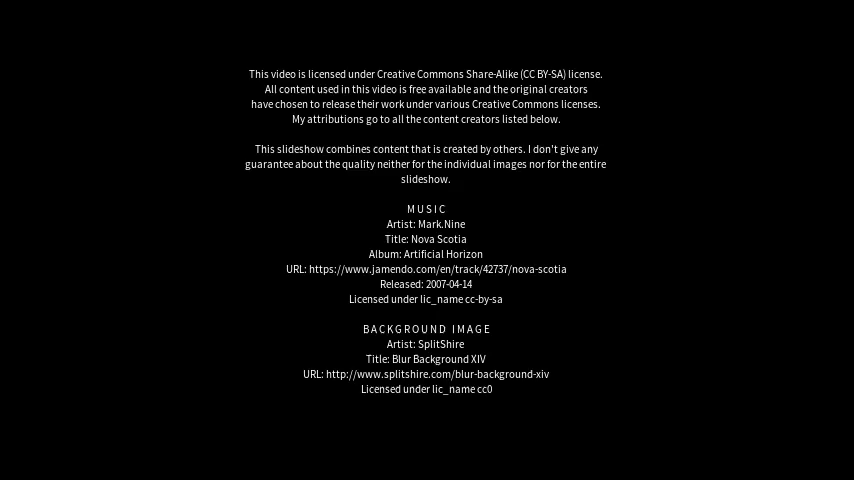 This video is licensed under Creative Commons Share-Alike (CC BY-SA) license.
All content used in this video is free available and the original creators
have chosen to release their work under various Creative Commons licenses.
My attributions go to all the content creators listed below.
This slideshow combines content that is created by others. I don't give any
guarantee about the quality neither for the individual images nor for the entire
slideshow.
MUSIC
Artist: Mark.Nine
Title: Nova Scotia
Album: Artificial Horizon
URL: https://www.jamendo.com/en/track/42737/nova-scotia
Released: 2007-04-14
Licensed under lic_name cc-by-sa
BACKGROUND IMAGE
Artist: SplitShire
Title: Blur Background XIV
URL: http://www.splitshire.com/blur-background-xiv
Licensed under lic_name cc0